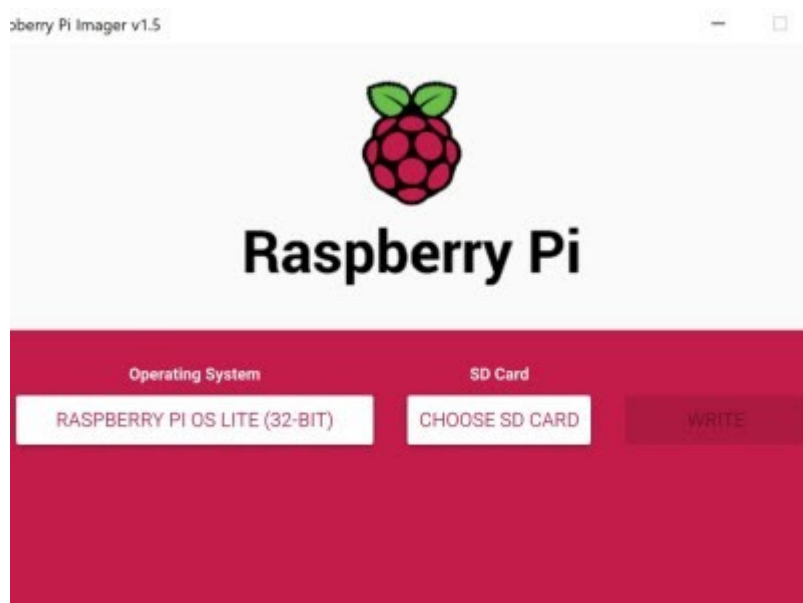 oberry Pi Imager v1.5
Raspberry Pi
Operating System
SD Card
RASPBERRY PI OS LITE (32-BIT)
CHOOSE SD CARD
WRITE